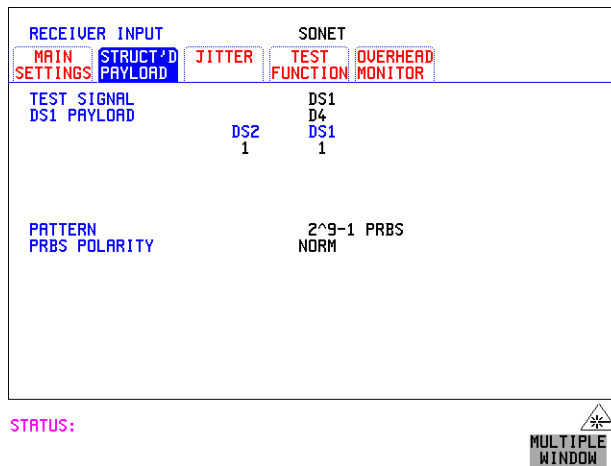 RECEIVER INPUT SONET
MAIN SETTINGS STRUCT'D PAYLOAD JITTER TEST FUNCTION OVERHEAD MONITOR
TEST SIGNAL DS1
DS1 PAYLOAD D4
DS2 DS1
1 1
PATTERN 2^9-1 PRBS
PRBS POLARITY NORM
STATUS:
MULTIPLE
WINDOW